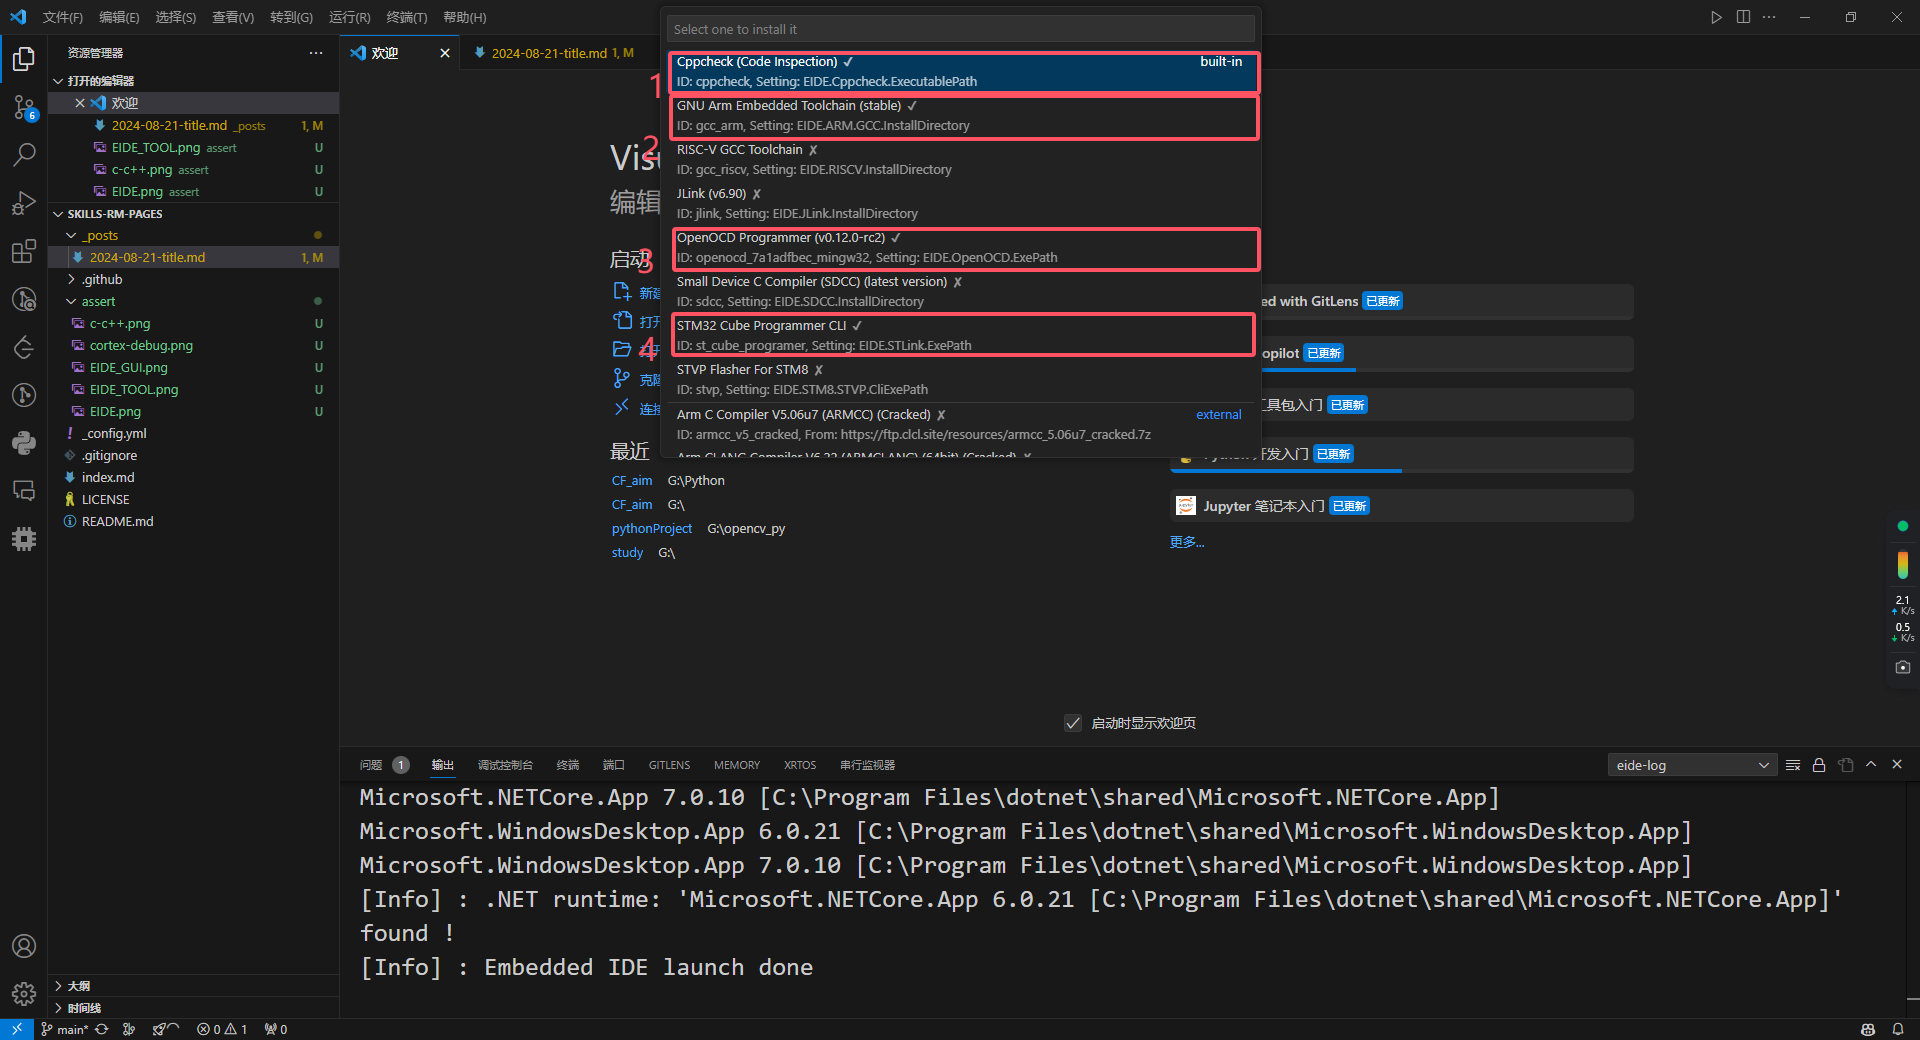 文件(F) 编辑(E) 选择(S) 查看(V) 转到(G) 运行(R) 终端(T) 帮助(H)
Select one to install it
资源管理器
打开的编辑器
欢迎
2024-08-21-title.md _posts 1, M
EIDE_TOOL.png assert U
c-c++.png assert U
EIDE.png assert U
SKILLS-RM-PAGES
_posts
2024-08-21-title.md 1, M
.github
assert
c-c++.png U
cortex-debug.png U
EIDE_GUI.png U
EIDE_TOOL.png U
EIDE.png U
_config.yml
.gitignore
index.md
LICENSE
README.md
大纲
时间线
6
欢迎
2024-08-21-title.md 1, M
1
Cppcheck (Code Inspection) ✓ built-in
ID: cppcheck, Setting: EIDE.Cppcheck.ExecutablePath
GNU Arm Embedded Toolchain (stable) ✓
ID: gcc_arm, Setting: EIDE.ARM.GCC.InstallDirectory
2
RISC-V GCC Toolchain ✗
ID: gcc_riscv, Setting: EIDE.RISCV.InstallDirectory
JLink (v6.90) ✗
ID: jlink, Setting: EIDE.JLink.InstallDirectory
3
OpenOCD Programmer (v0.12.0-rc2) ✓
ID: openocd_7a1adfbec_mingw32, Setting: EIDE.OpenOCD.ExePath
Small Device C Compiler (SDCC) (latest version) ✗
ID: sdcc, Setting: EIDE.SDCC.InstallDirectory
4
STM32 Cube Programmer CLI ✓
ID: st_cube_programer, Setting: EIDE.STLink.ExePath
STVP Flasher For STM8 ✗
ID: stvp, Setting: EIDE.STM8.STVP.CliExePath
Arm C Compiler V5.06u7 (ARMCC) (Cracked) ✗ external
ID: armcc_v5_cracked, From: https://ftp.clcl.site/resources/armcc_5.06u7_cracked.7z
编辑
启动
新建
打开
克隆
连接
最近
CF_aim G:\Python
CF_aim G:\
pythonProject G:\opencv_py
study G:\
ed with GitLens 已更新
opilot 已更新
工具包入门 已更新
开发入门 已更新
Jupyter 笔记本入门 已更新
更多...
2.1
K/s
0.5
K/s
启动时显示欢迎页
问题 1 输出 调试控制台 终端 端口 GITLENS MEMORY XRTOS 串行监视器 eide-log
Microsoft.NETCore.App 7.0.10 [C:\Program Files\dotnet\shared\Microsoft.NETCore.App]
Microsoft.WindowsDesktop.App 6.0.21 [C:\Program Files\dotnet\shared\Microsoft.WindowsDesktop.App]
Microsoft.WindowsDesktop.App 7.0.10 [C:\Program Files\dotnet\shared\Microsoft.WindowsDesktop.App]
[Info] : .NET runtime: 'Microsoft.NETCore.App 6.0.21 [C:\Program Files\dotnet\shared\Microsoft.NETCore.App]'
found !
[Info] : Embedded IDE launch done
main* 0 1 0